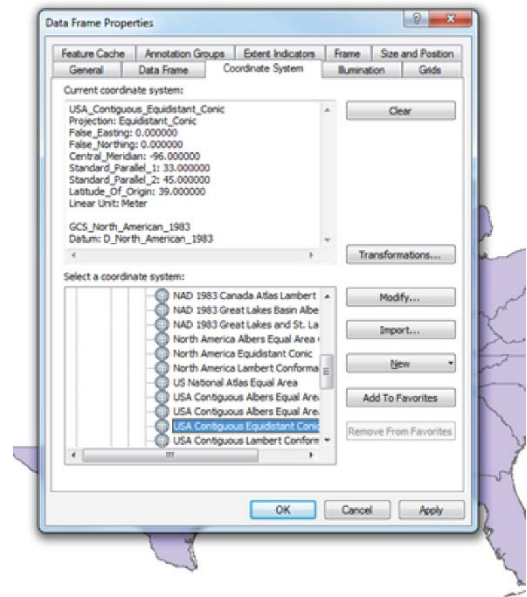 Data Frame Properties
Feature Cache Annotation Groups Extent Indicators Frame Size and Position
General Data Frame Coordinate System Illumination Grids
Current coordinate system:
USA_Contiguous_Equidistant_Conic
Projection: Equidistant_Conic
False_Easting: 0.000000
False_Northing: 0.000000
Central_Meridian: -96.000000
Standard_Parallel_1: 33.000000
Standard_Parallel_2: 45.000000
Latitude_Of_Origin: 39.000000
Linear Unit: Meter
GCS_North_American_1983
Datum: D_North_American_1983
Clear
Transformations...
Select a coordinate system:
NAD 1983 Canada Atlas Lambert
NAD 1983 Great Lakes Basin Albe
NAD 1983 Great Lakes and St. La
North America Albers Equal Area
North America Equidistant Conic
North America Lambert Conforma
US National Atlas Equal Area
USA Contiguous Albers Equal Are
USA Contiguous Albers Equal Are
USA Contiguous Equidistant Conic
USA Contiguous Lambert Conform
Modify...
Import...
New
Add To Favorites
Remove From Favorites
OK Cancel Apply